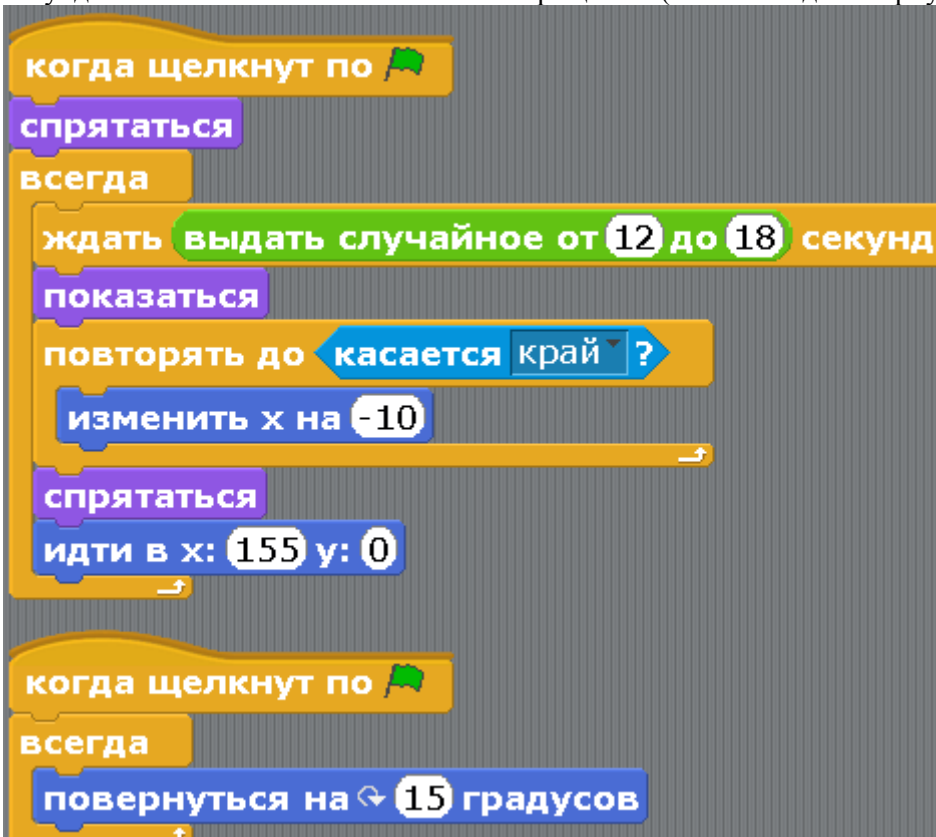 когда щелкнут по
спрятаться
всегда
ждать выдать случайное от 12 до 18 секунд
показаться
повторять до касается край ?
изменить х на -10
спрятаться
идти в х: 155 у: 0
когда щелкнут по
всегда
повернуться на 15 градусов